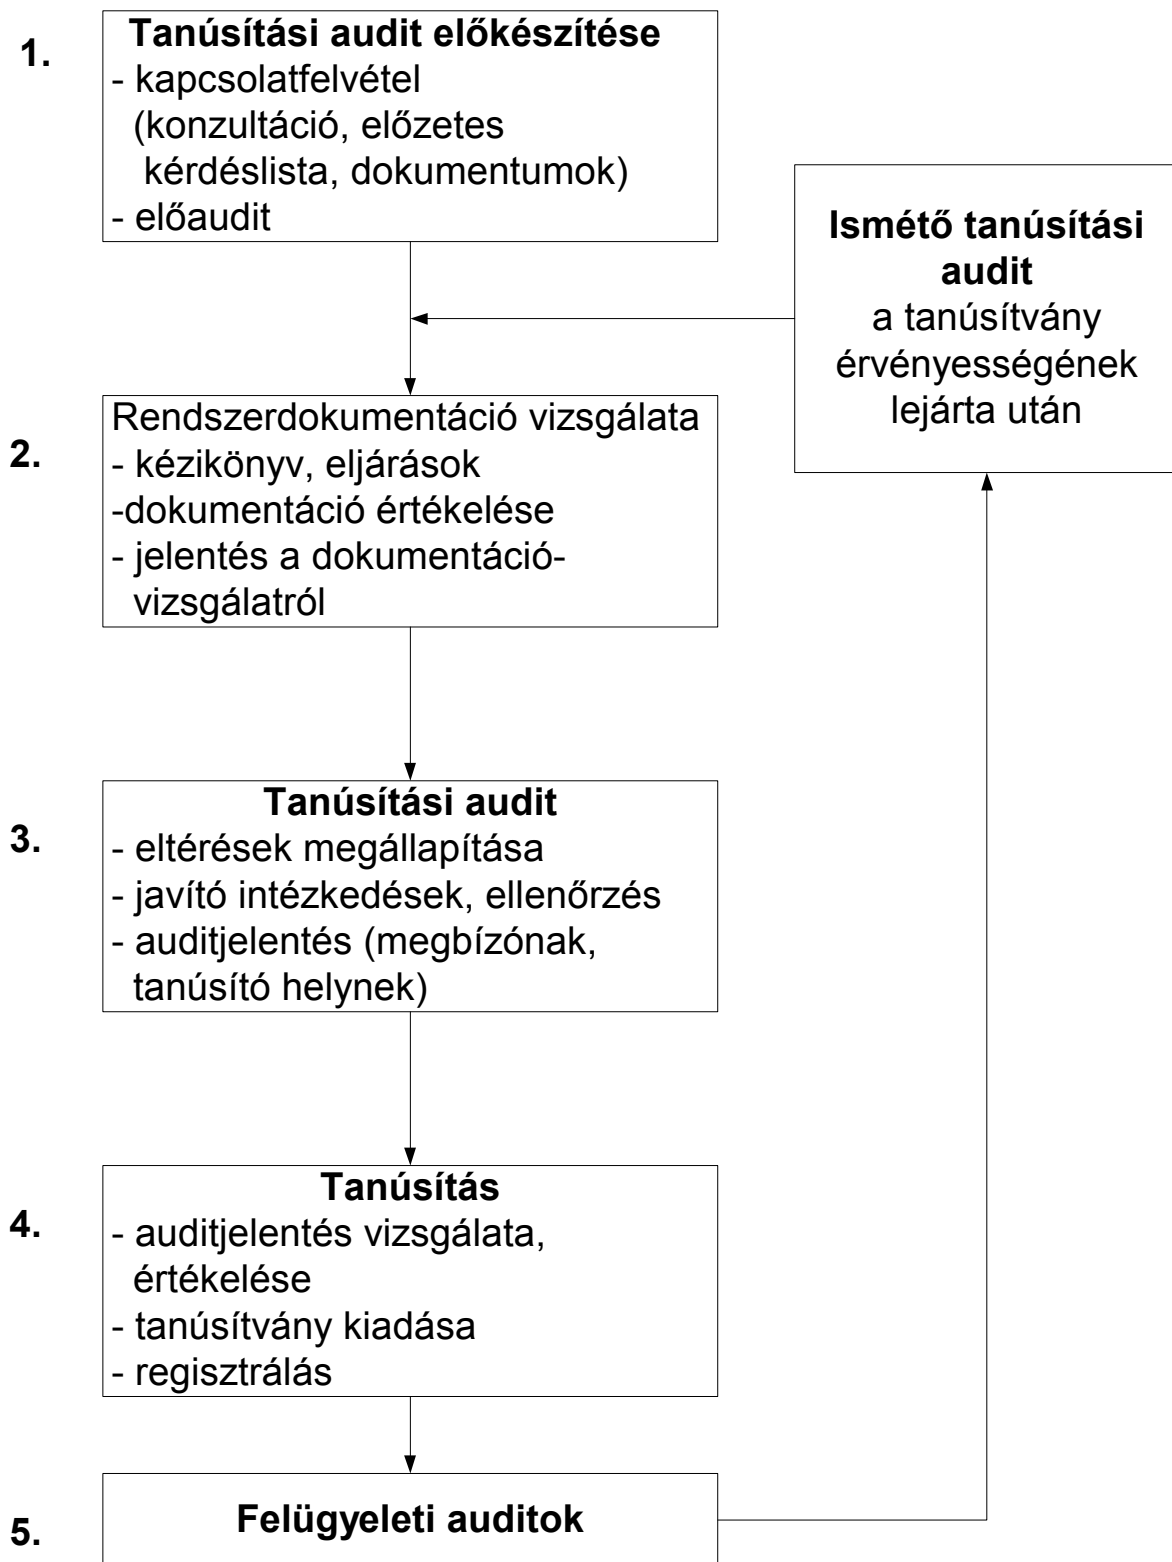 1.
Tanúsítási audit előkészítése
- kapcsolatfelvétel
(konzultáció, előzetes
kérdéslista, dokumentumok)
- előaudit
Ismétő tanúsítási
audit
a tanúsítvány
érvényességének
lejárta után
2.
Rendszerdokumentáció vizsgálata
- kézikönyv, eljárások
-dokumentáció értékelése
- jelentés a dokumentáció-
vizsgálatról
3.
Tanúsítási audit
- eltérések megállapítása
- javító intézkedések, ellenőrzés
- auditjelentés (megbízónak,
tanúsító helynek)
4.
Tanúsítás
- auditjelentés vizsgálata,
értékelése
- tanúsítvány kiadása
- regisztrálás
5.
Felügyeleti auditok